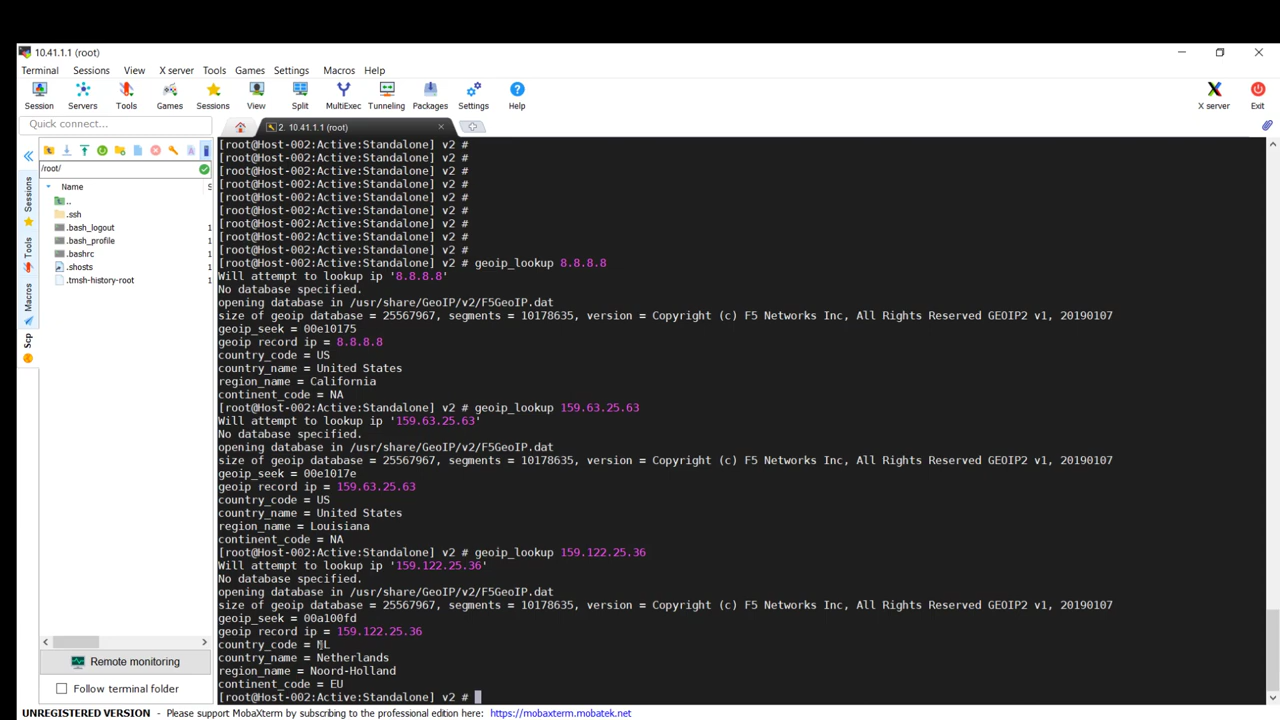 10.41.1.1 (root)
Terminal Sessions View X server Tools Games Settings Macros Help
Session Servers Tools Games Sessions View Split MultiExec Tunneling Packages Settings Help X server Exit
Quick connect...
2. 10.41.1.1 (root)
/root/
Name S
..
.ssh
.bash_logout 1
.bash_profile 1
.bashrc 1
.shosts 1
.tmsh-history-root 1
Sessions
Tools
Macros
Scp
Remote monitoring
Follow terminal folder
[root@Host-002:Active:Standalone] v2 #
[root@Host-002:Active:Standalone] v2 #
[root@Host-002:Active:Standalone] v2 #
[root@Host-002:Active:Standalone] v2 #
[root@Host-002:Active:Standalone] v2 #
[root@Host-002:Active:Standalone] v2 #
[root@Host-002:Active:Standalone] v2 #
[root@Host-002:Active:Standalone] v2 #
[root@Host-002:Active:Standalone] v2 #
[root@Host-002:Active:Standalone] v2 # geoip_lookup 8.8.8.8
Will attempt to lookup ip '8.8.8.8'
No database specified.
opening database in /usr/share/GeoIP/v2/F5GeoIP.dat
size of geoip database = 25567967, segments = 10178635, version = Copyright (c) F5 Networks Inc, All Rights Reserved GEOIP2 v1, 20190107
geoip_seek = 00e10175
geoip record ip = 8.8.8.8
country_code = US
country_name = United States
region_name = California
continent_code = NA
[root@Host-002:Active:Standalone] v2 # geoip_lookup 159.63.25.63
Will attempt to lookup ip '159.63.25.63'
No database specified.
opening database in /usr/share/GeoIP/v2/F5GeoIP.dat
size of geoip database = 25567967, segments = 10178635, version = Copyright (c) F5 Networks Inc, All Rights Reserved GEOIP2 v1, 20190107
geoip_seek = 00e1017e
geoip record ip = 159.63.25.63
country_code = US
country_name = United States
region_name = Louisiana
continent_code = NA
[root@Host-002:Active:Standalone] v2 # geoip_lookup 159.122.25.36
Will attempt to lookup ip '159.122.25.36'
No database specified.
opening database in /usr/share/GeoIP/v2/F5GeoIP.dat
size of geoip database = 25567967, segments = 10178635, version = Copyright (c) F5 Networks Inc, All Rights Reserved GEOIP2 v1, 20190107
geoip_seek = 00a100fd
geoip record ip = 159.122.25.36
country_code = NL
country_name = Netherlands
region_name = Noord-Holland
continent_code = EU
[root@Host-002:Active:Standalone] v2 #
UNREGISTERED VERSION - Please support MobaXterm by subscribing to the professional edition here: https://mobaxterm.mobatek.net